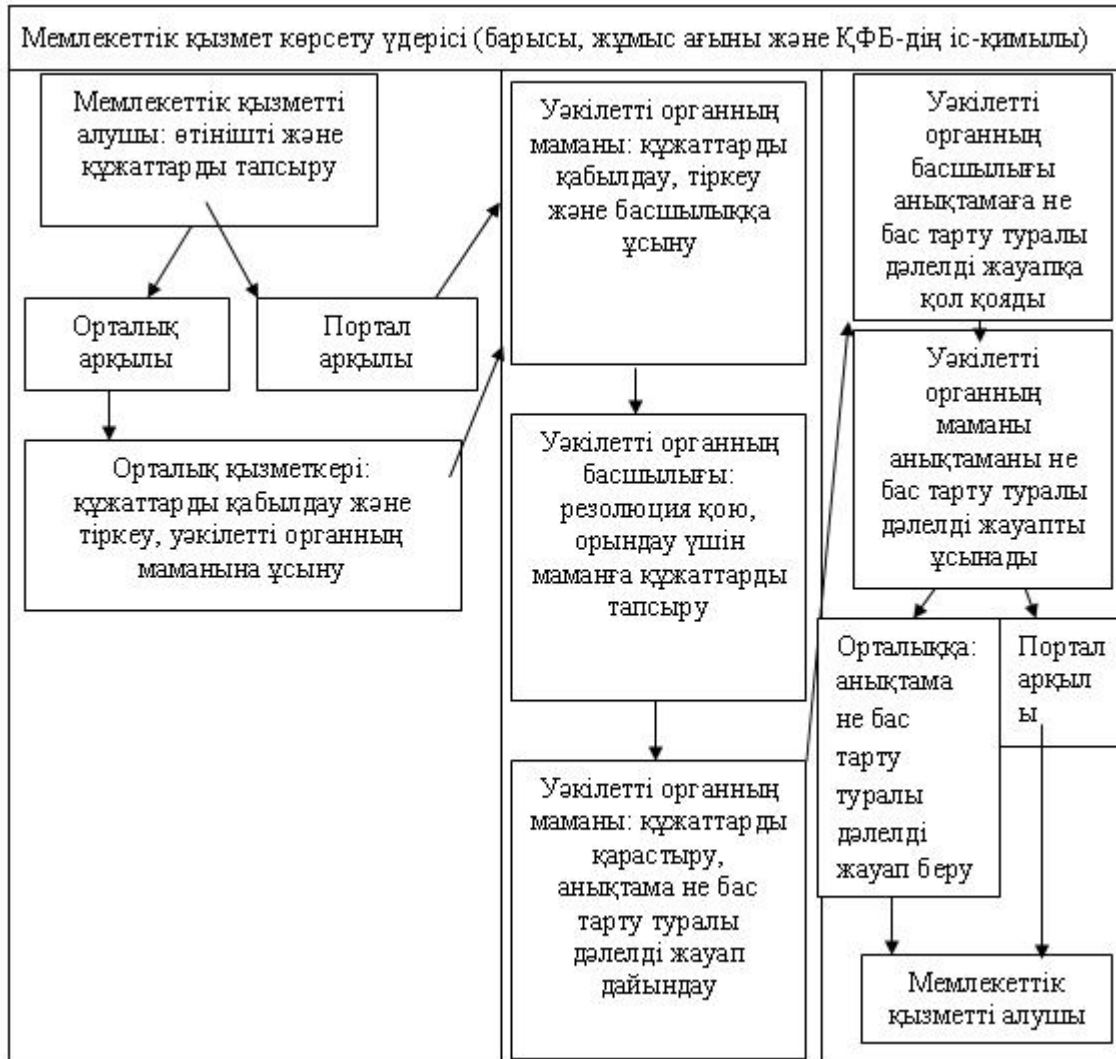 Мемлекеттік қызмет көрсету үдерісі (барысы, жұмыс ағыны және ҚФБ-дің іс-қимылы)
Мемлекеттік қызметті
алушы: өтінішті және
құжаттарды тапсыру
Орталық
арқылы
Портал
арқылы
Орталық қызметкері:
құжаттарды қабылдау және
тіркеу, уәкілетті органның
маманына ұсыну
Уәкілетті органның
маманы: құжаттарды
қабылдау, тіркеу
және басшылыққа
ұсыну
Уәкілетті органның
басшылығы:
резолюция қою,
орындау үшін
маманға құжаттарды
тапсыру
Уәкілетті органның
маманы: құжаттарды
қарастыру,
анықтама не бас
тарту туралы
дәлелді жауап
дайындау
Уәкілетті
органның
басшылығы
анықтамаға не
бас тарту туралы
дәлелді жауапқа
қол қояды
Уәкілетті
органның
маманы
анықтаманы не
бас тарту туралы
дәлелді жауапты
ұсынады
Орталыққа:
анықтама
не бас
тарту
туралы
дәлелді
жауап беру
Портал
арқыл
ы
Мемлекеттік
қызметті алушы